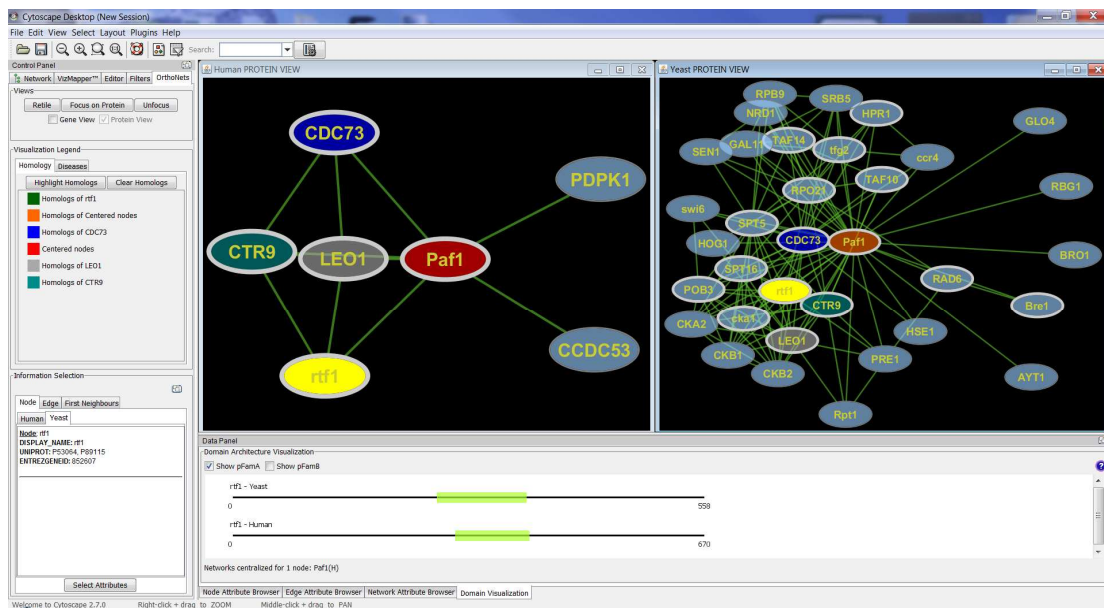 Cytoscape Desktop (New Session)
File Edit View Select Layout Plugins Help
Search:
Control Panel
Network VizMapper™ Editor Filters OrthoNets
Views
Retile Focus on Protein Unfocus
Gene View Protein View
Visualization Legend
Homology Diseases
Highlight Homologs Clear Homologs
Homologs of rtf1
Homologs of Centered nodes
Homologs of CDC73
Centered nodes
Homologs of LEO1
Homologs of CTR9
Information Selection
Node Edge First Neighbours
Human Yeast
Node: rtf1
DISPLAY_NAME: rtf1
UNIPROT: P53064, P89115
ENTREZGENEID: 852607
Select Attributes
Human PROTEIN VIEW
CDC73
PDPK1
CTR9 LEO1 Paf1
CCDC53
rtf1
Yeast PROTEIN VIEW
RPB9 SRB5
NRD1 HPR1 GLO4
SEN1 GAL11 TAF14 tfg2 ccr4
RPO21 TAF10 RBG1
swi6 SPT5
HOG1 CDC73 Paf1 BRO1
SPT16 RAD6
POB3 rtf1 CTR9 Bre1
CKA2 cka1 HSE1
CKB1 LEO1 PRE1
CKB2 AYT1
Rpt1
Data Panel
Domain Architecture Visualization
Show pFamA Show pFamB
rtf1 - Yeast
0 558
rtf1 - Human
0 670
Networks centralized for 1 node: Paf1(H)
Node Attribute Browser Edge Attribute Browser Network Attribute Browser Domain Visualization
Welcome to Cytoscape 2.7.0 Right-click + drag to ZOOM Middle-click + drag to PAN